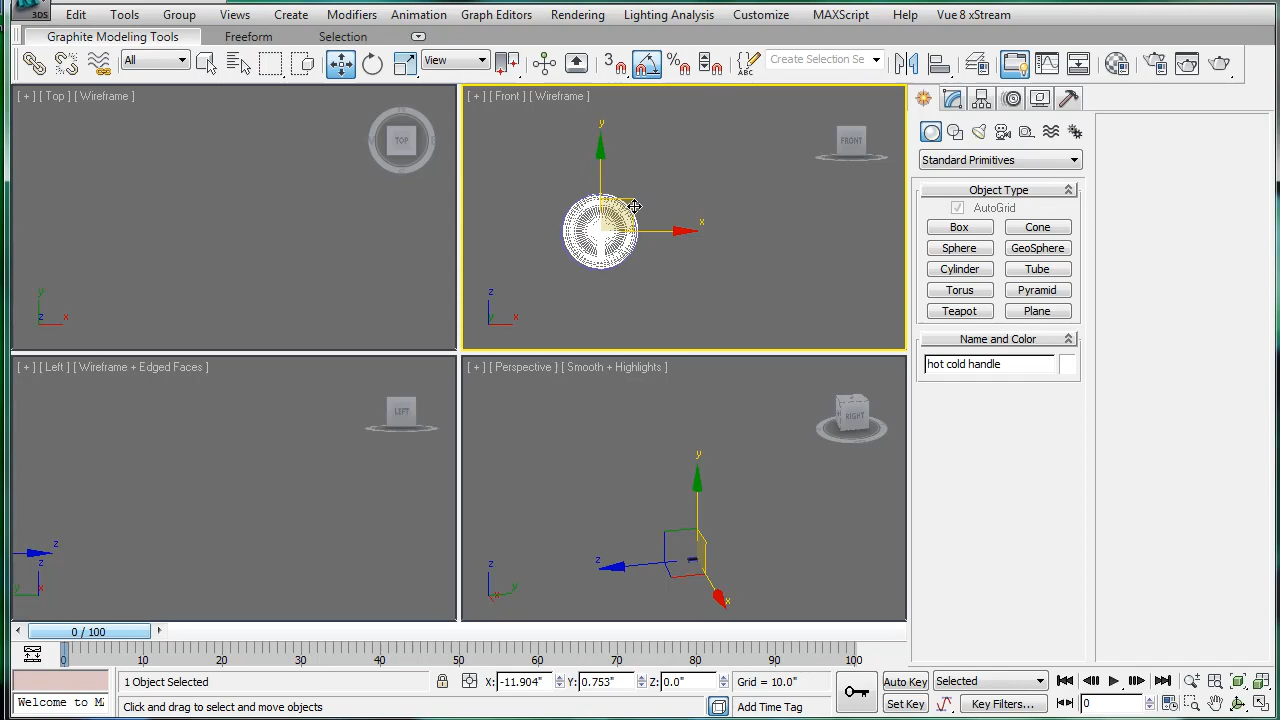 3DS Edit Tools Group Views Create Modifiers Animation Graph Editors Rendering Lighting Analysis Customize MAXScript Help Vue 8 xStream
Graphite Modeling Tools Freeform Selection
All View 3 % ABC Create Selection Se
[ + ] [ Top ] [ Wireframe ] [ + ] [ Front ] [ Wireframe ]
TOP FRONT
y
x
z
y
x
z
y
x
Standard Primitives
Object Type
AutoGrid
Box Cone
Sphere GeoSphere
Cylinder Tube
Torus Pyramid
Teapot Plane
Name and Color
hot cold handle
[ + ] [ Left ] [ Wireframe + Edged Faces ] [ + ] [ Perspective ] [ Smooth + Highlights ]
LEFT RIGHT
z
z
y
x
y
z
x
z
y
x
0 / 100
0 10 20 30 40 50 60 70 80 90 100
1 Object Selected X: -11.904" Y: 0.753" Z: 0.0" Grid = 10.0" Auto Key Selected
Welcome to M Click and drag to select and move objects Add Time Tag Set Key Key Filters... 0